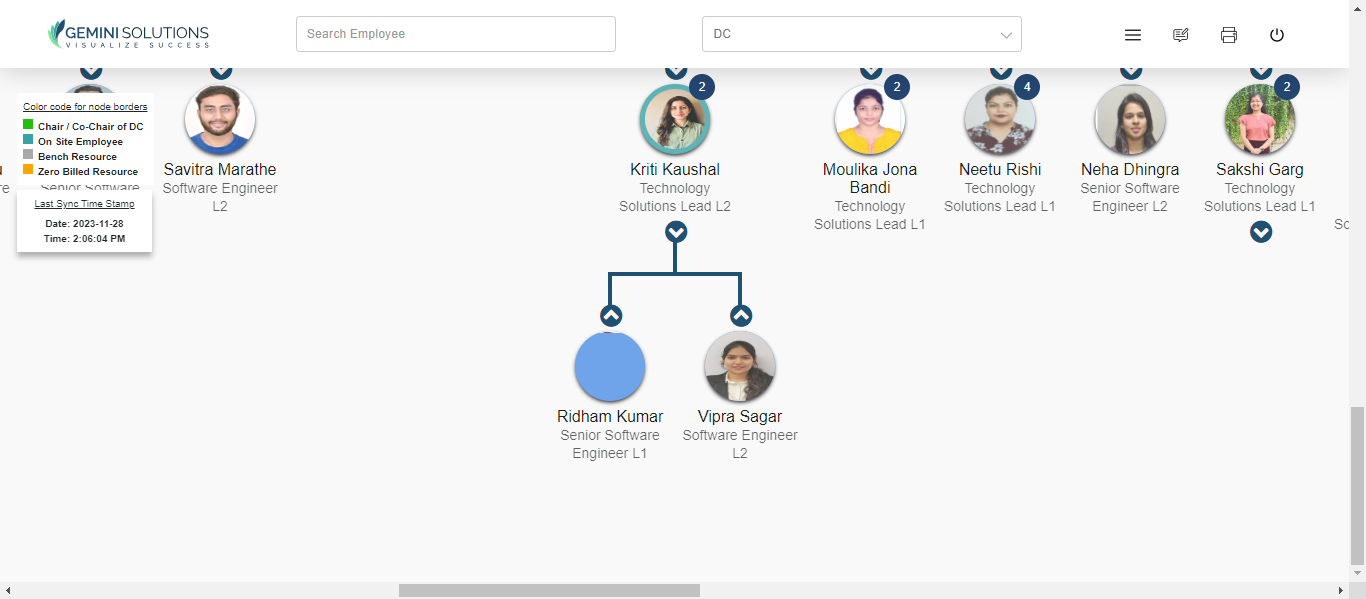 GEMINI SOLUTIONS
VISUALIZE SUCCESS
Search Employee
DC
Color code for node borders
Chair / Co-Chair of DC
On Site Employee
Bench Resource
Zero Billed Resource
Senior Software
Last Sync Time Stamp
Date: 2023-11-28
Time: 2:06:04 PM
Savitra Marathe
Software Engineer
L2
2
Kriti Kaushal
Technology
Solutions Lead L2
2
Moulika Jona
Bandi
Technology
Solutions Lead L1
4
Neetu Rishi
Technology
Solutions Lead L1
Neha Dhingra
Senior Software
Engineer L2
2
Sakshi Garg
Technology
Solutions Lead L1
So
Ridham Kumar
Senior Software
Engineer L1
Vipra Sagar
Software Engineer
L2